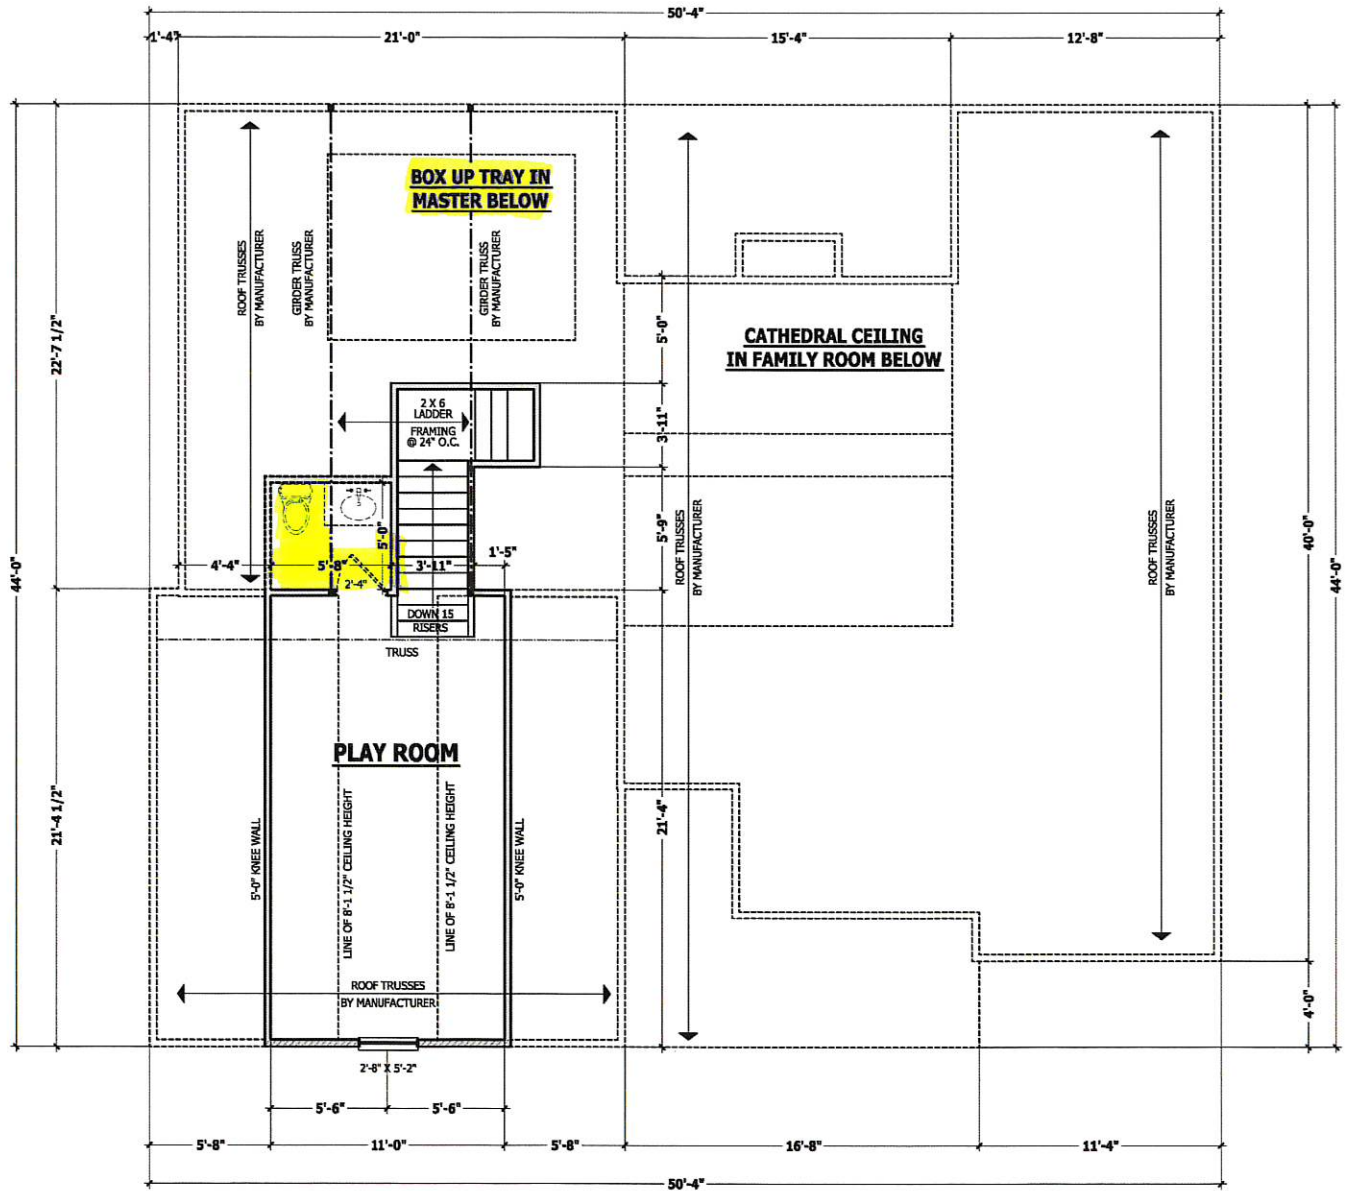 50'-4"
1'-4"
21'-0"
15'-4"
12'-8"
BOX UP TRAY IN
MASTER BELOW
ROOF TRUSSES
BY MANUFACTURER
GIRDER TRUSS
BY MANUFACTURER
GIRDER TRUSS
BY MANUFACTURER
22'-7 1/2"
5'-0"
CATHEDRAL CEILING
IN FAMILY ROOM BELOW
2 X 6
LADDER
FRAMING
@ 24" O.C.
3'-11"
5'-9"
ROOF TRUSSES
BY MANUFACTURER
ROOF TRUSSES
BY MANUFACTURER
40'-0"
44'-0"
44'-0"
5'-0"
4'-4"
5'-8"
3'-11"
1'-5"
2'-4"
DOWN 15
RISERS
TRUSS
PLAY ROOM
21'-4 1/2"
5'-0" KNEE WALL
LINE OF 8'-1 1/2" CEILING HEIGHT
LINE OF 8'-1 1/2" CEILING HEIGHT
5'-0" KNEE WALL
21'-4"
ROOF TRUSSES
BY MANUFACTURER
4'-0"
2'-8" X 5'-2"
5'-6"
5'-6"
5'-8"
11'-0"
5'-8"
16'-8"
11'-4"
50'-4"